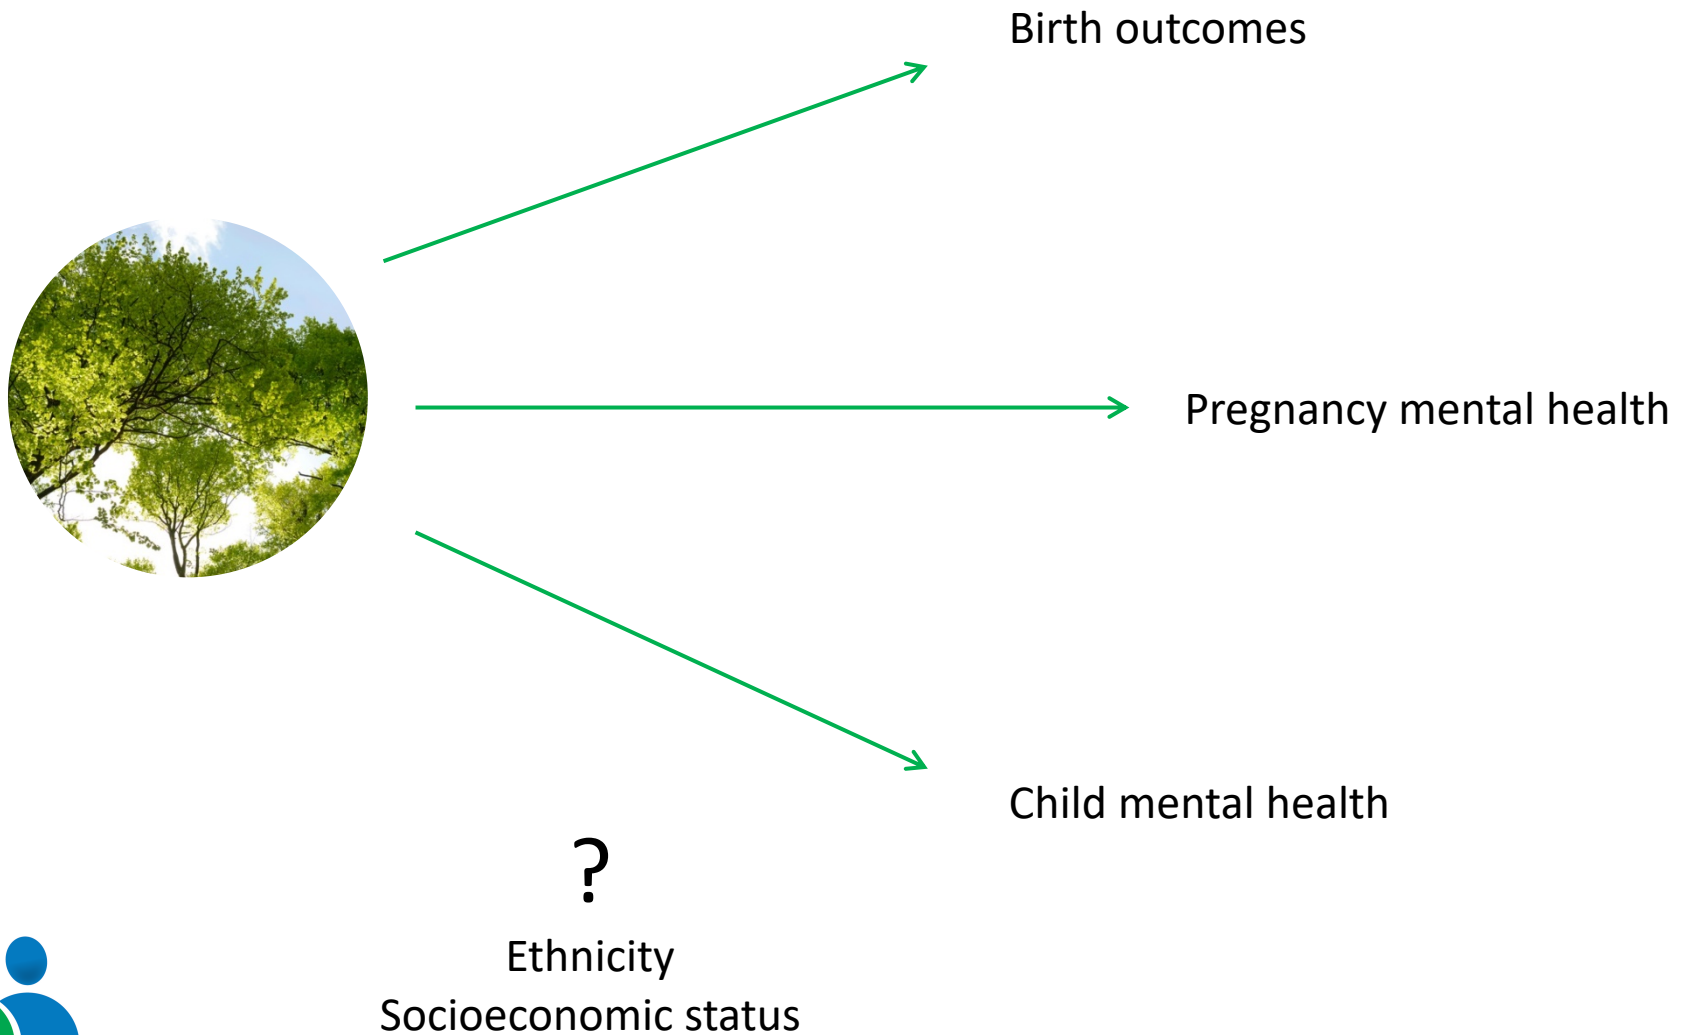 Birth outcomes
Pregnancy mental health
Child mental health
?
Ethnicity
Socioeconomic status